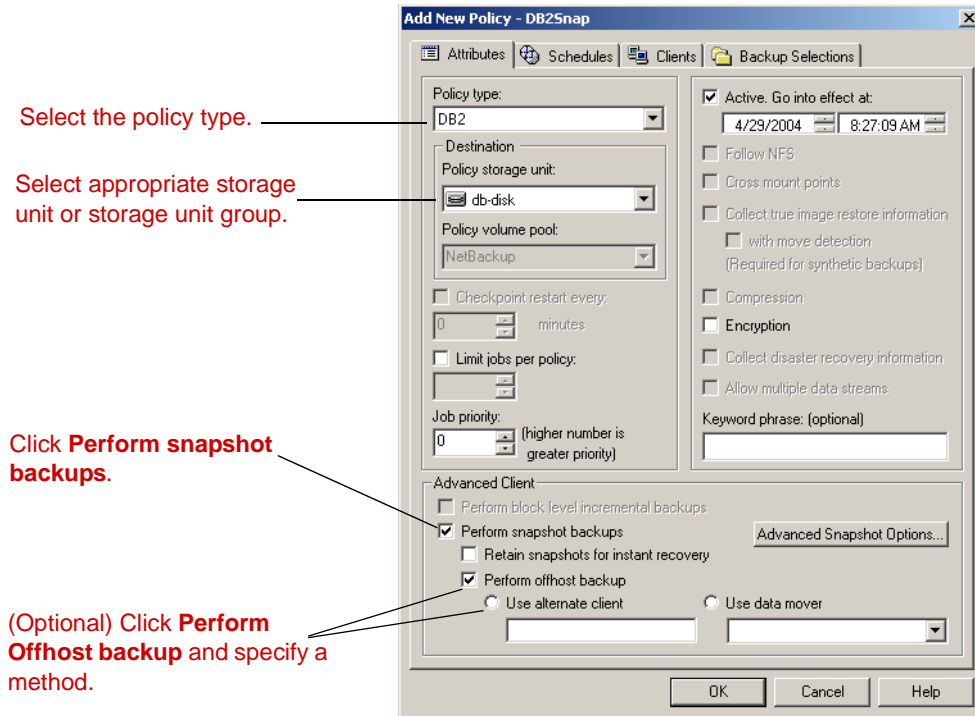 Add New Policy - DB2Snap
Attributes
Schedules
Clients
Backup Selections
Select the policy type.
Policy type:
DB2
Destination
Select appropriate storage
unit or storage unit group.
Policy storage unit:
db-disk
Policy volume pool:
NetBackup
Checkpoint restart every:
0 minutes
Limit jobs per policy:
Job priority:
0 (higher number is
greater priority)
Active. Go into effect at:
4/29/2004 8:27:09 AM
Follow NFS
Cross mount points
Collect true image restore information
with move detection
(Required for synthetic backups)
Compression
Encryption
Collect disaster recovery information
Allow multiple data streams
Keyword phrase: (optional)
Click Perform snapshot
backups.
Advanced Client
Perform block level incremental backups
Perform snapshot backups
Advanced Snapshot Options...
Retain snapshots for instant recovery
Perform offhost backup
Use alternate client
Use data mover
(Optional) Click Perform
Offhost backup and specify a
method.
OK
Cancel
Help